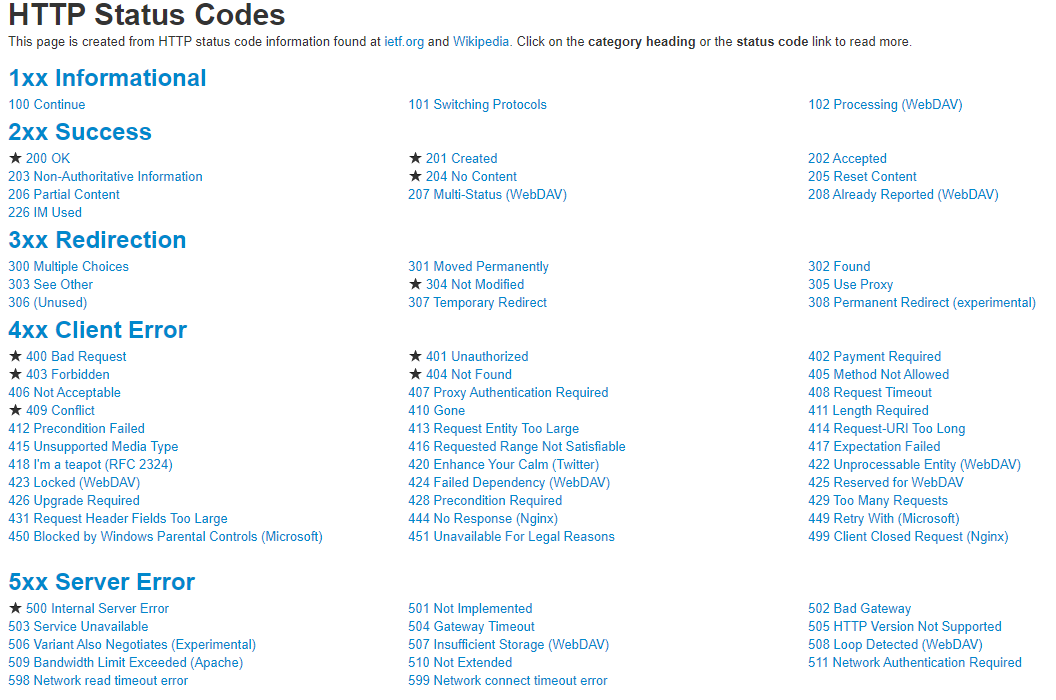 HTTP Status Codes
This page is created from HTTP status code information found at ietf.org and Wikipedia. Click on the category heading or the status code link to read more.
1xx Informational
100 Continue 101 Switching Protocols 102 Processing (WebDAV)
2xx Success
★ 200 OK ★ 201 Created 202 Accepted
203 Non-Authoritative Information ★ 204 No Content 205 Reset Content
206 Partial Content 207 Multi-Status (WebDAV) 208 Already Reported (WebDAV)
226 IM Used
3xx Redirection
300 Multiple Choices 301 Moved Permanently 302 Found
303 See Other ★ 304 Not Modified 305 Use Proxy
306 (Unused) 307 Temporary Redirect 308 Permanent Redirect (experimental)
4xx Client Error
★ 400 Bad Request ★ 401 Unauthorized 402 Payment Required
★ 403 Forbidden ★ 404 Not Found 405 Method Not Allowed
406 Not Acceptable 407 Proxy Authentication Required 408 Request Timeout
★ 409 Conflict 410 Gone 411 Length Required
412 Precondition Failed 413 Request Entity Too Large 414 Request-URI Too Long
415 Unsupported Media Type 416 Requested Range Not Satisfiable 417 Expectation Failed
418 I'm a teapot (RFC 2324) 420 Enhance Your Calm (Twitter) 422 Unprocessable Entity (WebDAV)
423 Locked (WebDAV) 424 Failed Dependency (WebDAV) 425 Reserved for WebDAV
426 Upgrade Required 428 Precondition Required 429 Too Many Requests
431 Request Header Fields Too Large 444 No Response (Nginx) 449 Retry With (Microsoft)
450 Blocked by Windows Parental Controls (Microsoft) 451 Unavailable For Legal Reasons 499 Client Closed Request (Nginx)
5xx Server Error
★ 500 Internal Server Error 501 Not Implemented 502 Bad Gateway
503 Service Unavailable 504 Gateway Timeout 505 HTTP Version Not Supported
506 Variant Also Negotiates (Experimental) 507 Insufficient Storage (WebDAV) 508 Loop Detected (WebDAV)
509 Bandwidth Limit Exceeded (Apache) 510 Not Extended 511 Network Authentication Required
598 Network read timeout error 599 Network connect timeout error